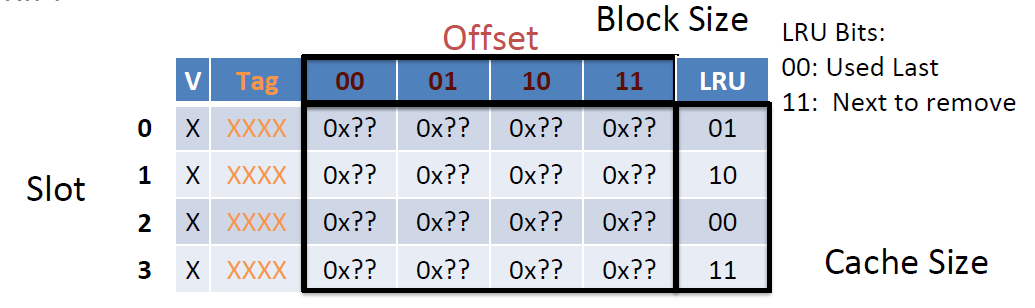 Block Size
Offset
LRU Bits:
00: Used Last
11: Next to remove
V Tag 00 01 10 11 LRU
0 X XXXX 0x?? 0x?? 0x?? 0x?? 01
1 X XXXX 0x?? 0x?? 0x?? 0x?? 10
Slot
2 X XXXX 0x?? 0x?? 0x?? 0x?? 00
3 X XXXX 0x?? 0x?? 0x?? 0x?? 11
Cache Size